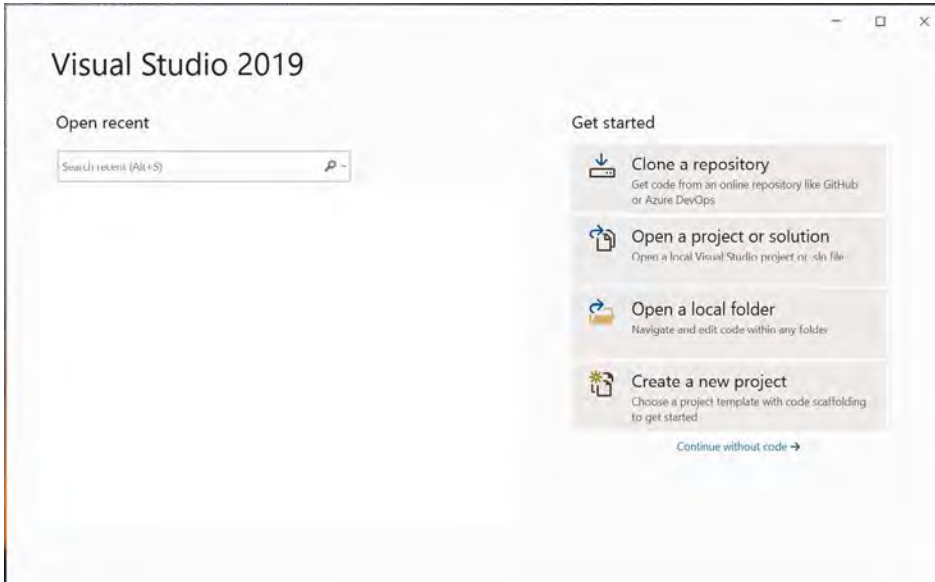 Visual Studio 2019
Open recent
Search recent (Alt+S)
Get started
Clone a repository
Get code from an online repository like GitHub
or Azure DevOps
Open a project or solution
Open a local Visual Studio project or .sln file
Open a local folder
Navigate and edit code within any folder
Create a new project
Choose a project template with code scaffolding
to get started
Continue without code →